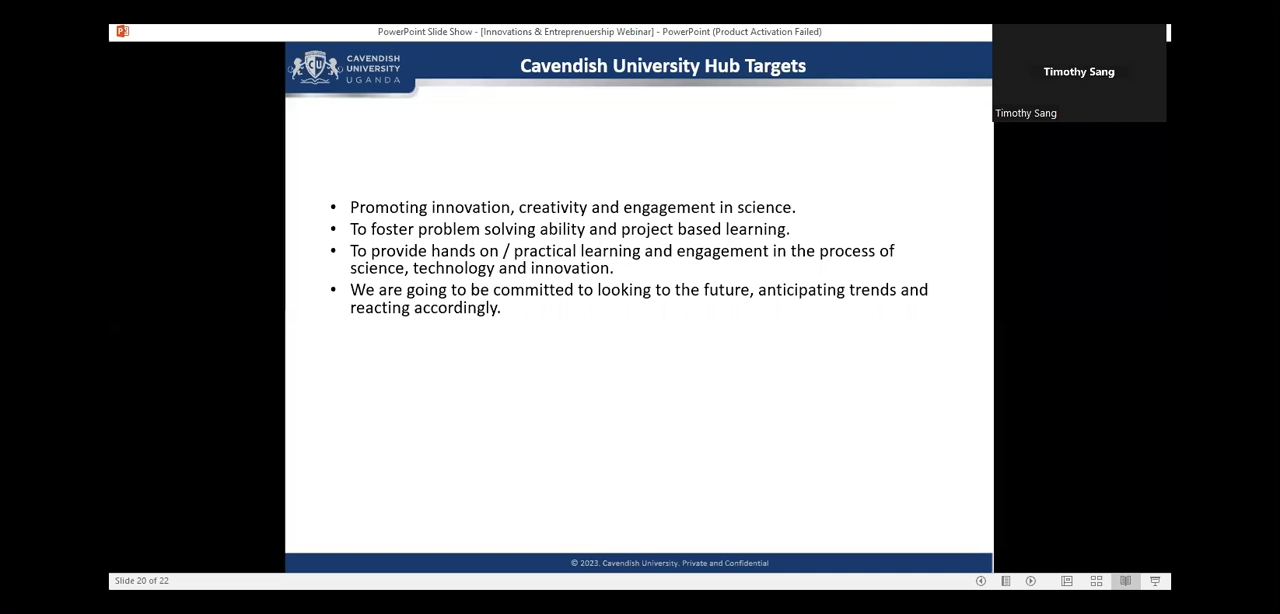 PowerPoint Slide Show - [Innovations & Entreprenuership Webinar] - PowerPoint (Product Activation Failed)
CAVENDISH
UNIVERSITY
UGANDA
CU
Cavendish University Hub Targets
Timothy Sang
Timothy Sang
• Promoting innovation, creativity and engagement in science.
• To foster problem solving ability and project based learning.
• To provide hands on / practical learning and engagement in the process of
science, technology and innovation.
• We are going to be committed to looking to the future, anticipating trends and
reacting accordingly.
© 2023. Cavendish University. Private and Confidential
Slide 20 of 22